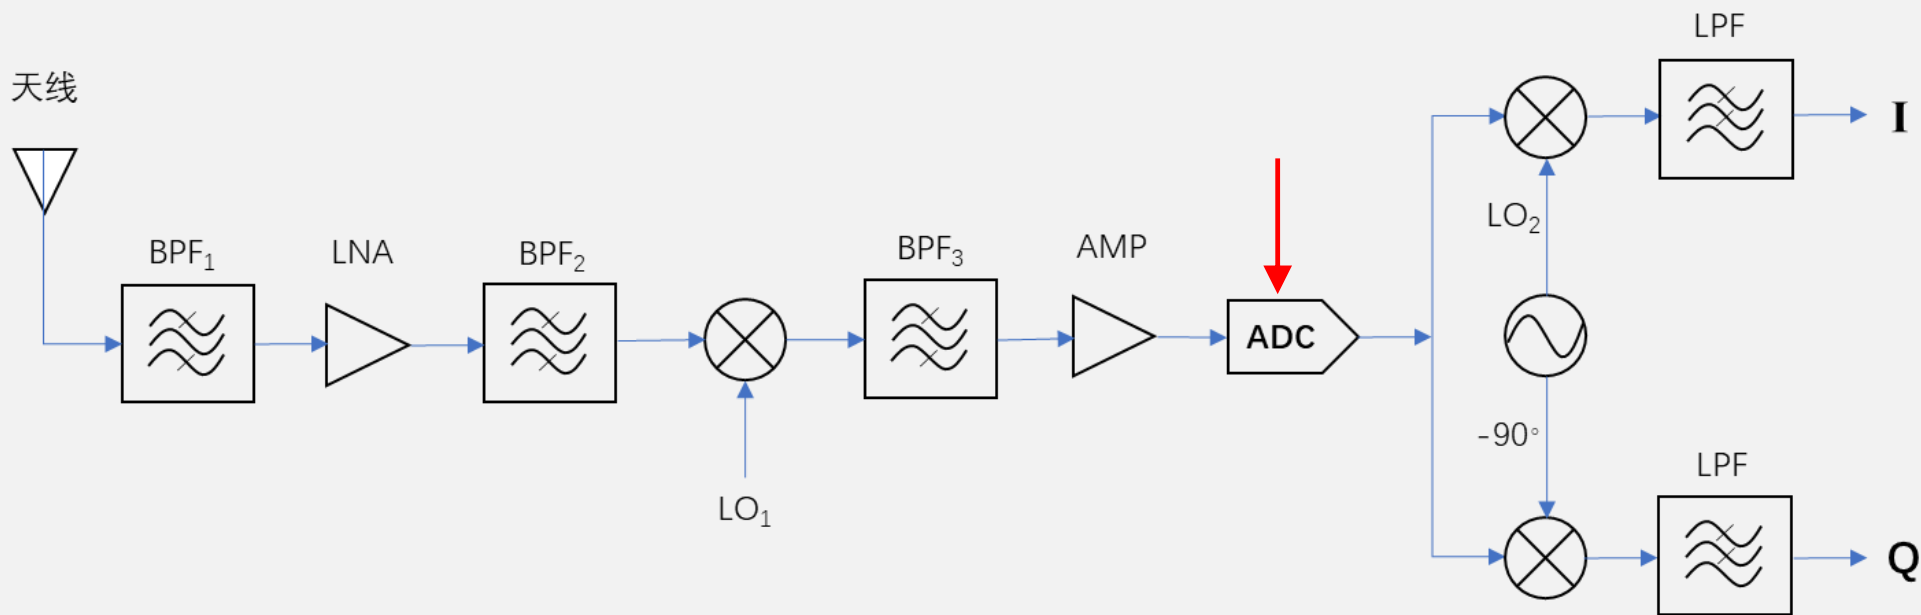 天线
BPF₁
LNA
BPF₂
LO₁
BPF₃
AMP
ADC
LO₂
-90°
LPF
I
LPF
Q